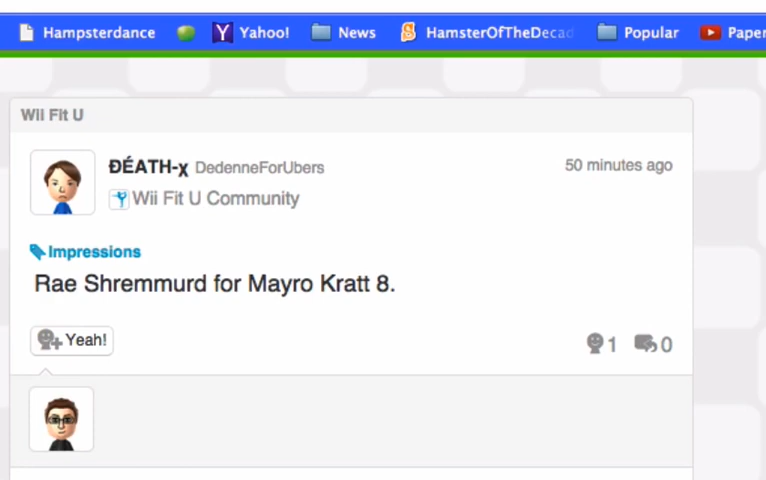 Hampsterdance Yahoo! News HamsterOfTheDecad Popular Paper
Wii Fit U
ĐÉATH-χ DedenneForUbers 50 minutes ago
Wii Fit U Community
Impressions
Rae Shremmurd for Mayro Kratt 8.
Yeah! 1 0